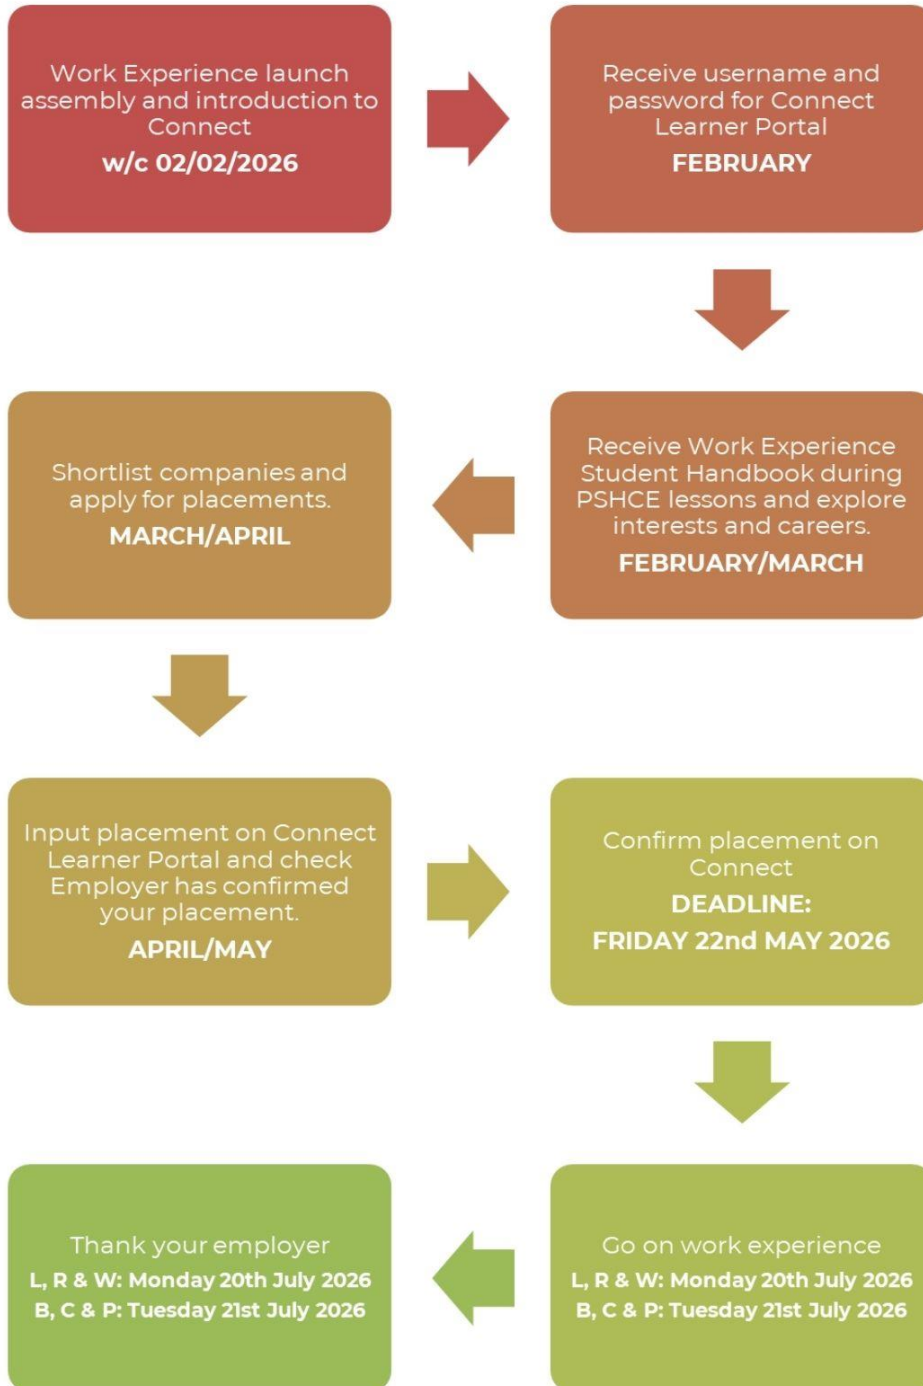 Work Experience launch
assembly and introduction to
Connect
w/c 02/02/2026
Receive username and
password for Connect
Learner Portal
FEBRUARY
Receive Work Experience
Student Handbook during
PSHCE lessons and explore
interests and careers.
FEBRUARY/MARCH
Shortlist companies and
apply for placements.
MARCH/APRIL
Input placement on Connect
Learner Portal and check
Employer has confirmed
your placement.
APRIL/MAY
Confirm placement on
Connect
DEADLINE:
FRIDAY 22nd MAY 2026
Go on work experience
L, R & W: Monday 20th July 2026
B, C & P: Tuesday 21st July 2026
Thank your employer
L, R & W: Monday 20th July 2026
B, C & P: Tuesday 21st July 2026